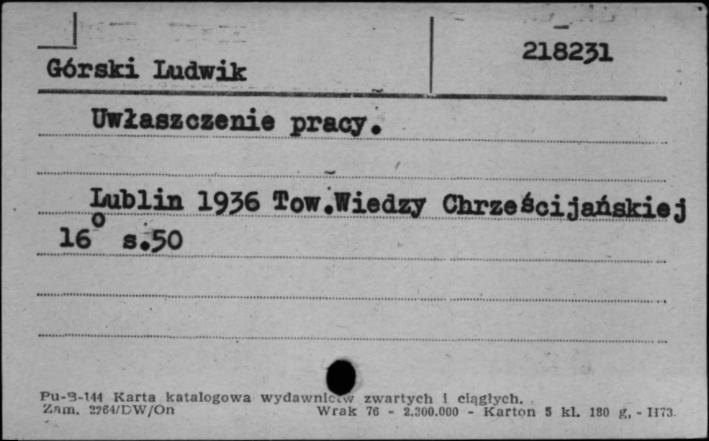 218231
Górski Ludwik
Uwłaszczenie pracy.
Lublin 1936 Tow.Wiedzy Chrześcijańskiej
16° s.50
Pu-B-144 Karta katalogowa wydawnictw zwartych i ciągłych.
Zam. 2264/DW/On Wrak 76 - 2.300.000 - Karton 5 kl. 180 g. - II73.